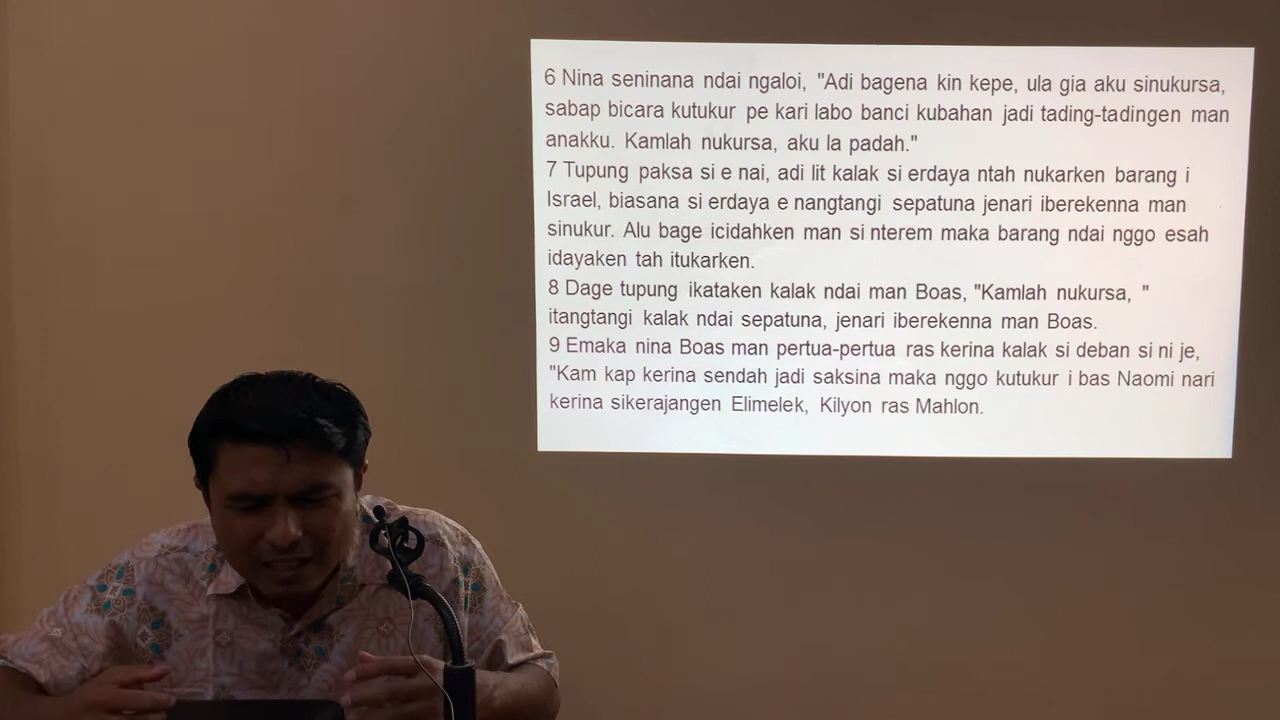 6 Nina seninana ndai ngaloi, "Adi bagena kin kepe, ula gia aku sinukursa,
sabap bicara kutukur pe kari labo banci kubahan jadi tading-tadingen man
anakku. Kamlah nukursa, aku la padah."
7 Tupung paksa si e nai, adi lit kalak si erdaya ntah nukarken barang i
Israel, biasana si erdaya e nangtangi sepatuna jenari iberekenna man
sinukur. Alu bage icidahken man si nterem maka barang ndai nggo esah
idayaken tah itukarken.
8 Dage tupung ikataken kalak ndai man Boas, "Kamlah nukursa, "
itangtangi kalak ndai sepatuna, jenari iberekenna man Boas.
9 Emaka nina Boas man pertua-pertua ras kerina kalak si deban si ni je,
"Kam kap kerina sendah jadi saksina maka nggo kutukur i bas Naomi nari
kerina sikerajangen Elimelek, Kilyon ras Mahlon.